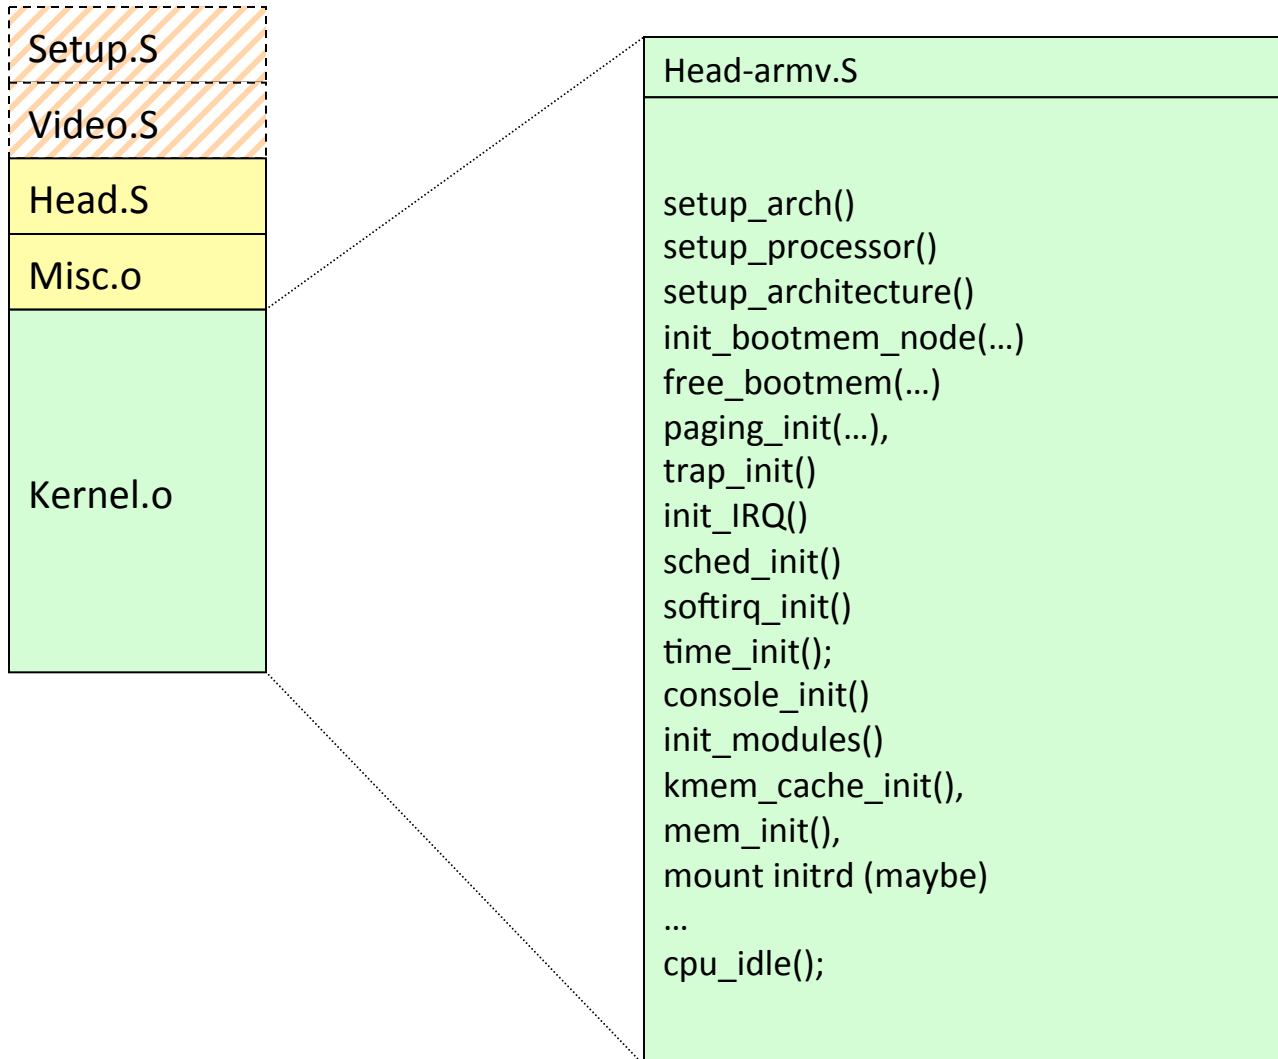 Setup.S
Video.S
Head.S
Misc.o
Kernel.o
Head-armv.S
setup_arch()
setup_processor()
setup_architecture()
init_bootmem_node(…)
free_bootmem(…)
paging_init(…),
trap_init()
init_IRQ()
sched_init()
softirq_init()
time_init();
console_init()
init_modules()
kmem_cache_init(),
mem_init(),
mount initrd (maybe)
…
cpu_idle();